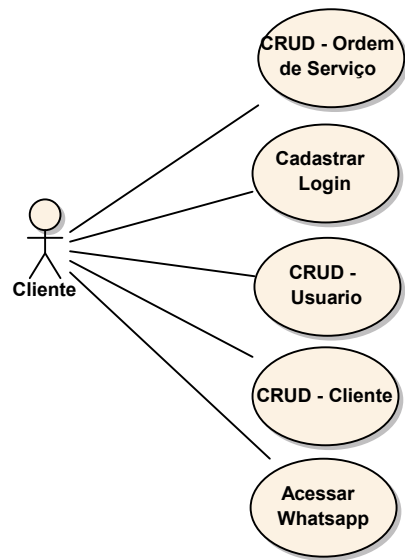 CRUD - Ordem
de Serviço
Cadastrar
Login
CRUD -
Usuario
Cliente
CRUD - Cliente
Acessar
Whatsapp